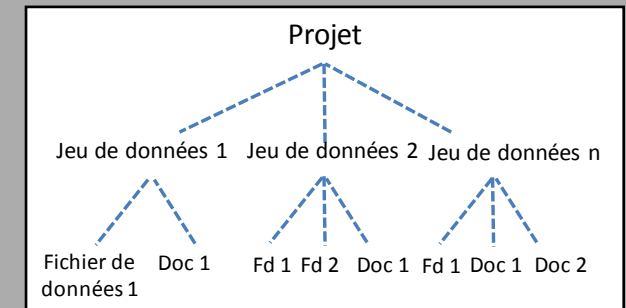 Projet
Jeu de données 1 Jeu de données 2 Jeu de données n
Fichier de données 1 Doc 1 Fd 1 Fd 2 Doc 1 Fd 1 Doc 1 Doc 2